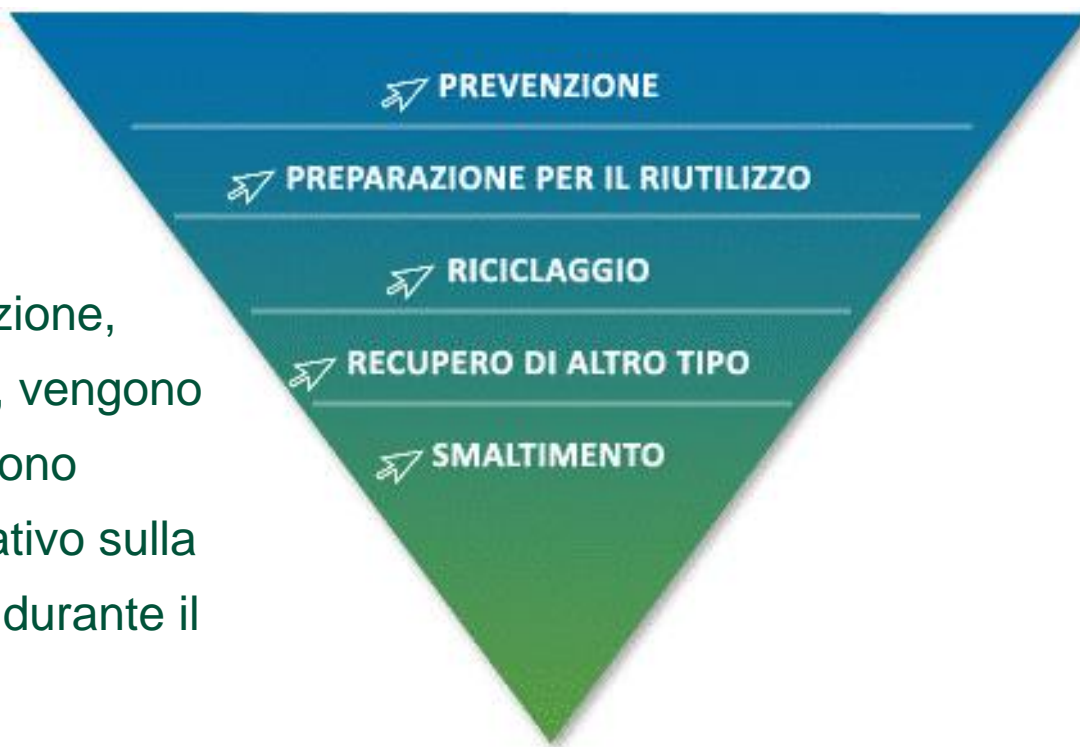 PREVENZIONE
PREPARAZIONE PER IL RIUTILIZZO
RICICLAGGIO
RECUPERO DI ALTRO TIPO
SMALTIMENTO
zione,
, vengono
ono
ativo sulla
durante il